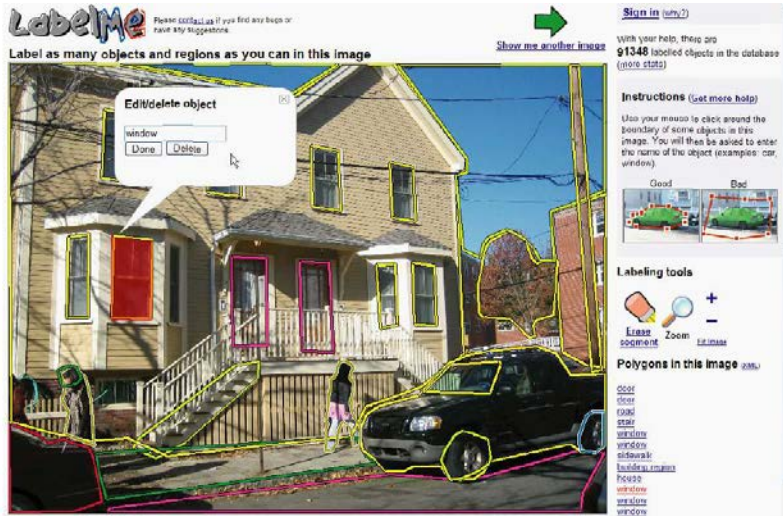 LabelMe
Please contact us if you find any bugs or
have any suggestions.
Label as many objects and regions as you can in this image
Show me another image
Edit/delete object
window
Done Delete
Sign in (why?)
With your help, there are
91348 labelled objects in the database
(more stats)
Instructions (Get more help)
Use your mouse to click around the
boundary of some objects in this
image. You will then be asked to enter
the name of the object (examples: car,
window).
Good Bad
Labeling tools
Erase
segment
Zoom
Fit image
Polygons in this image (XML)
door
door
road
stair
window
window
sidewalk
building region
house
window
window
window